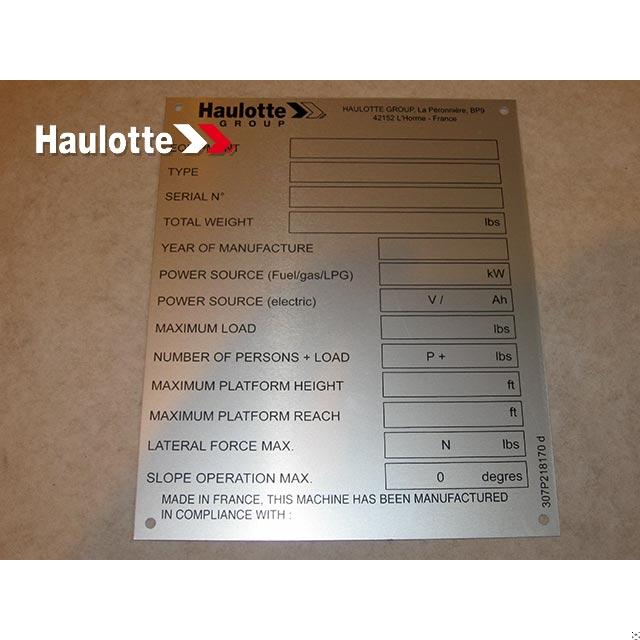 Haulotte
GROUP
HAULOTTE GROUP, La Péronnière, BP9
42152 L'Horme - France
Haulotte
EQUIPMENT
TYPE
SERIAL N°
TOTAL WEIGHT lbs
YEAR OF MANUFACTURE
POWER SOURCE (Fuel/gas/LPG) kW
POWER SOURCE (electric) V / Ah
MAXIMUM LOAD lbs
NUMBER OF PERSONS + LOAD P + lbs
MAXIMUM PLATFORM HEIGHT ft
MAXIMUM PLATFORM REACH ft
LATERAL FORCE MAX. N lbs
SLOPE OPERATION MAX. 0 degres
MADE IN FRANCE, THIS MACHINE HAS BEEN MANUFACTURED
IN COMPLIANCE WITH :
307P218170 d